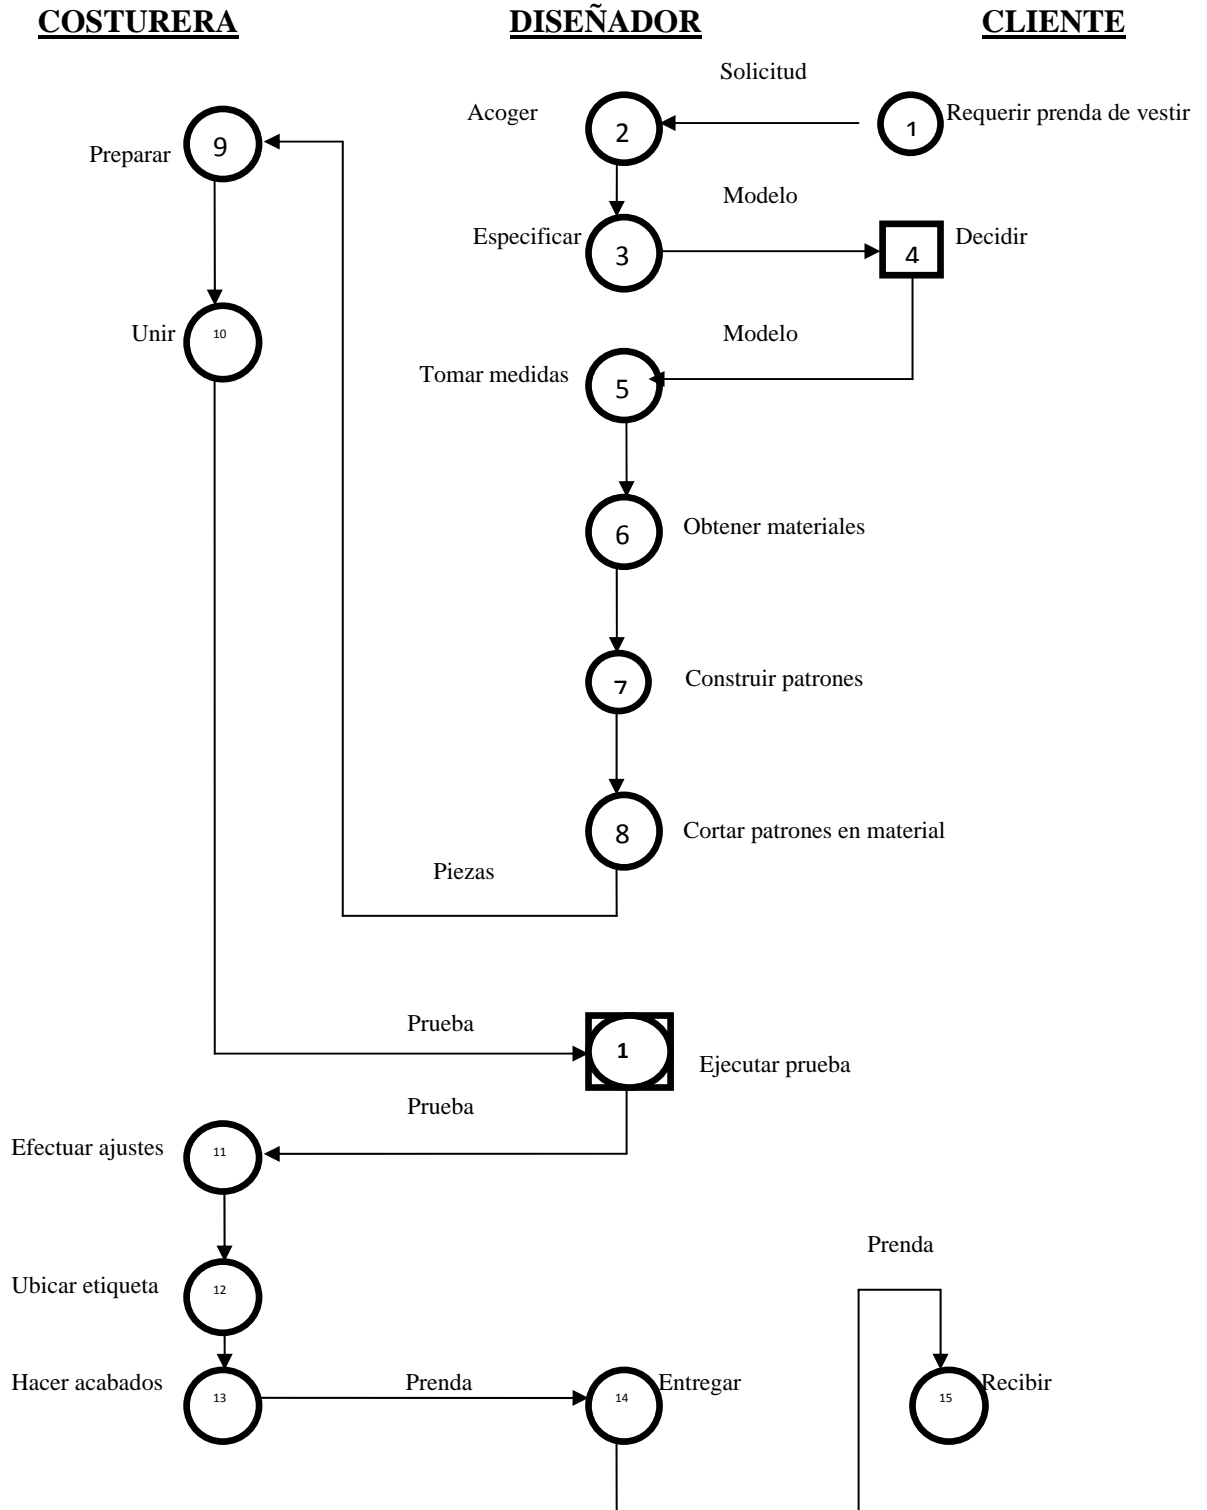 COSTURERA DISEÑADOR CLIENTE
Solicitud
Acoger 2 1 Requerir prenda de vestir
Preparar 9
Modelo
Especificar 3 4 Decidir
Unir 10 Modelo
Tomar medidas 5
6 Obtener materiales
7 Construir patrones
8 Cortar patrones en material
Piezas
Prueba
1 Ejecutar prueba
Prueba
Efectuar ajustes 11
Prenda
Ubicar etiqueta 12
Hacer acabados 13 Prenda 14 Entregar 15 Recibir